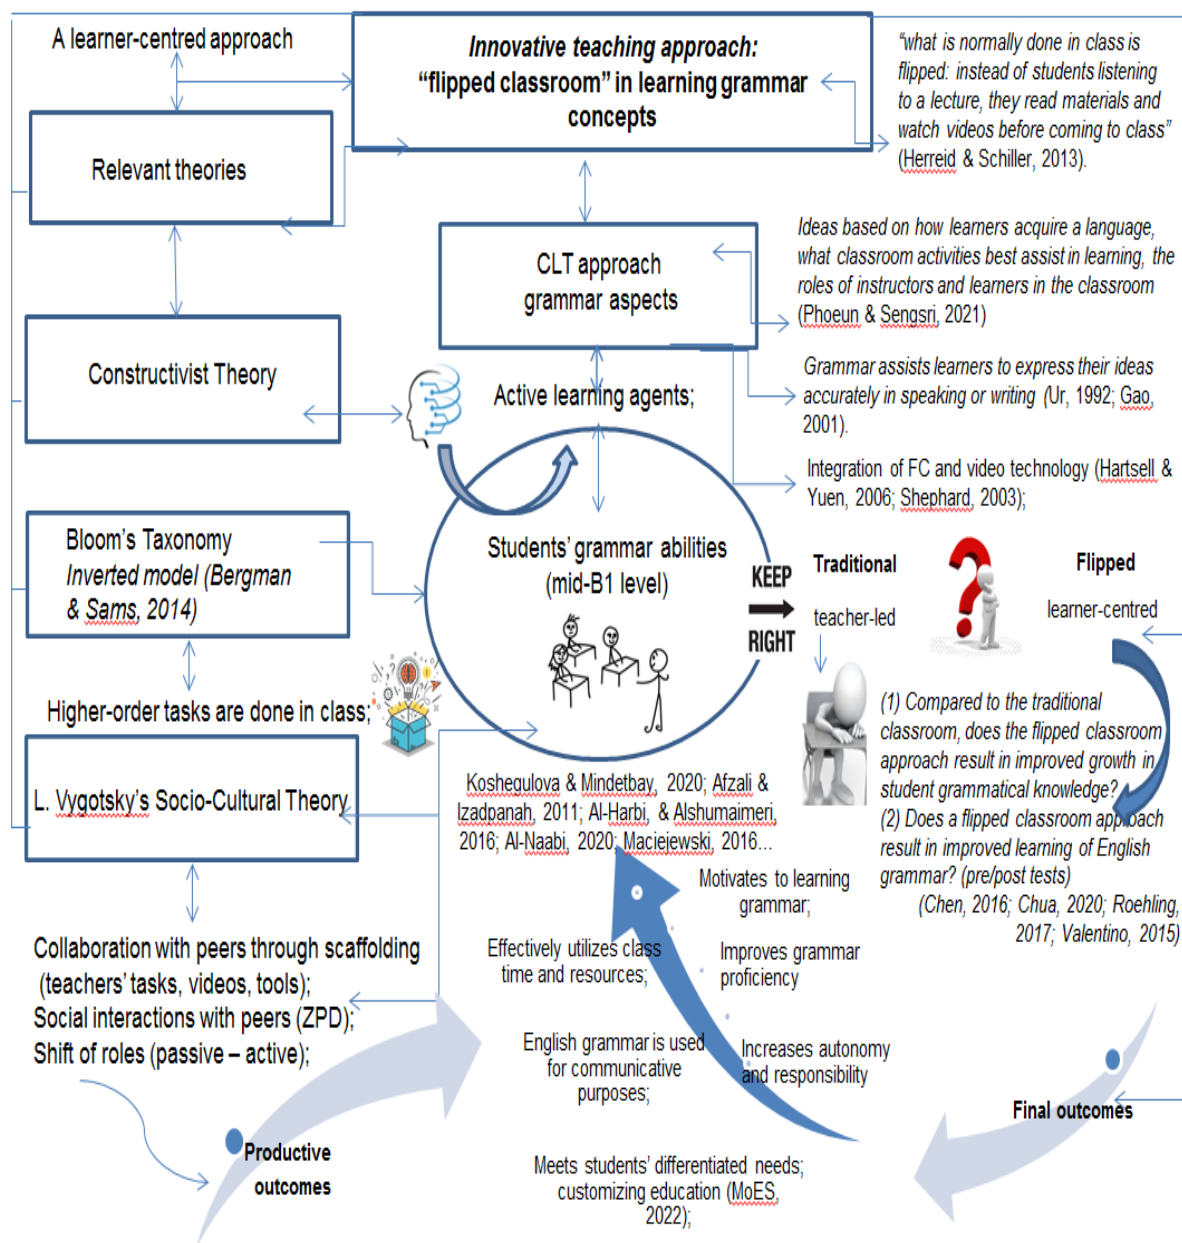 A learner-centred approach
Innovative teaching approach:
“flipped classroom” in learning grammar
concepts
“what is normally done in class is
flipped: instead of students listening
to a lecture, they read materials and
watch videos before coming to class”
(Herreid & Schiller, 2013).
Relevant theories
CLT approach
grammar aspects
Ideas based on how learners acquire a language,
what classroom activities best assist in learning, the
roles of instructors and learners in the classroom
(Phoeun & Sengsri, 2021)
Constructivist Theory
Active learning agents;
Grammar assists learners to express their ideas
accurately in speaking or writing (Ur, 1992; Gao,
2001).
Integration of FC and video technology (Hartsell &
Yuen, 2006; Shephard, 2003);
Bloom’s Taxonomy
Inverted model (Bergman
& Sams, 2014)
Students’ grammar abilities
(mid-B1 level)
KEEP
RIGHT
Traditional
teacher-led
Flipped
learner-centred
Higher-order tasks are done in class;
L. Vygotsky’s Socio-Cultural Theory
Koshegulova & Mindetbay, 2020; Afzali &
Izadpanah, 2011; Al-Harbi, & Alshumaimeri,
2016; Al-Naabi, 2020; Maciejewski, 2016…
(1) Compared to the traditional
classroom, does the flipped classroom
approach result in improved growth in
student grammatical knowledge?
(2) Does a flipped classroom approach
result in improved learning of English
grammar? (pre/post tests)
(Chen, 2016; Chua, 2020; Roehling,
2017; Valentino, 2015)
Collaboration with peers through scaffolding
(teachers’ tasks, videos, tools);
Social interactions with peers (ZPD);
Shift of roles (passive – active);
Motivates to learning
grammar;
Effectively utilizes class
time and resources;
Improves grammar
proficiency
English grammar is used
for communicative
purposes;
Increases autonomy
and responsibility
Productive
outcomes
Final outcomes
Meets students’ differentiated needs;
customizing education (MoES,
2022);